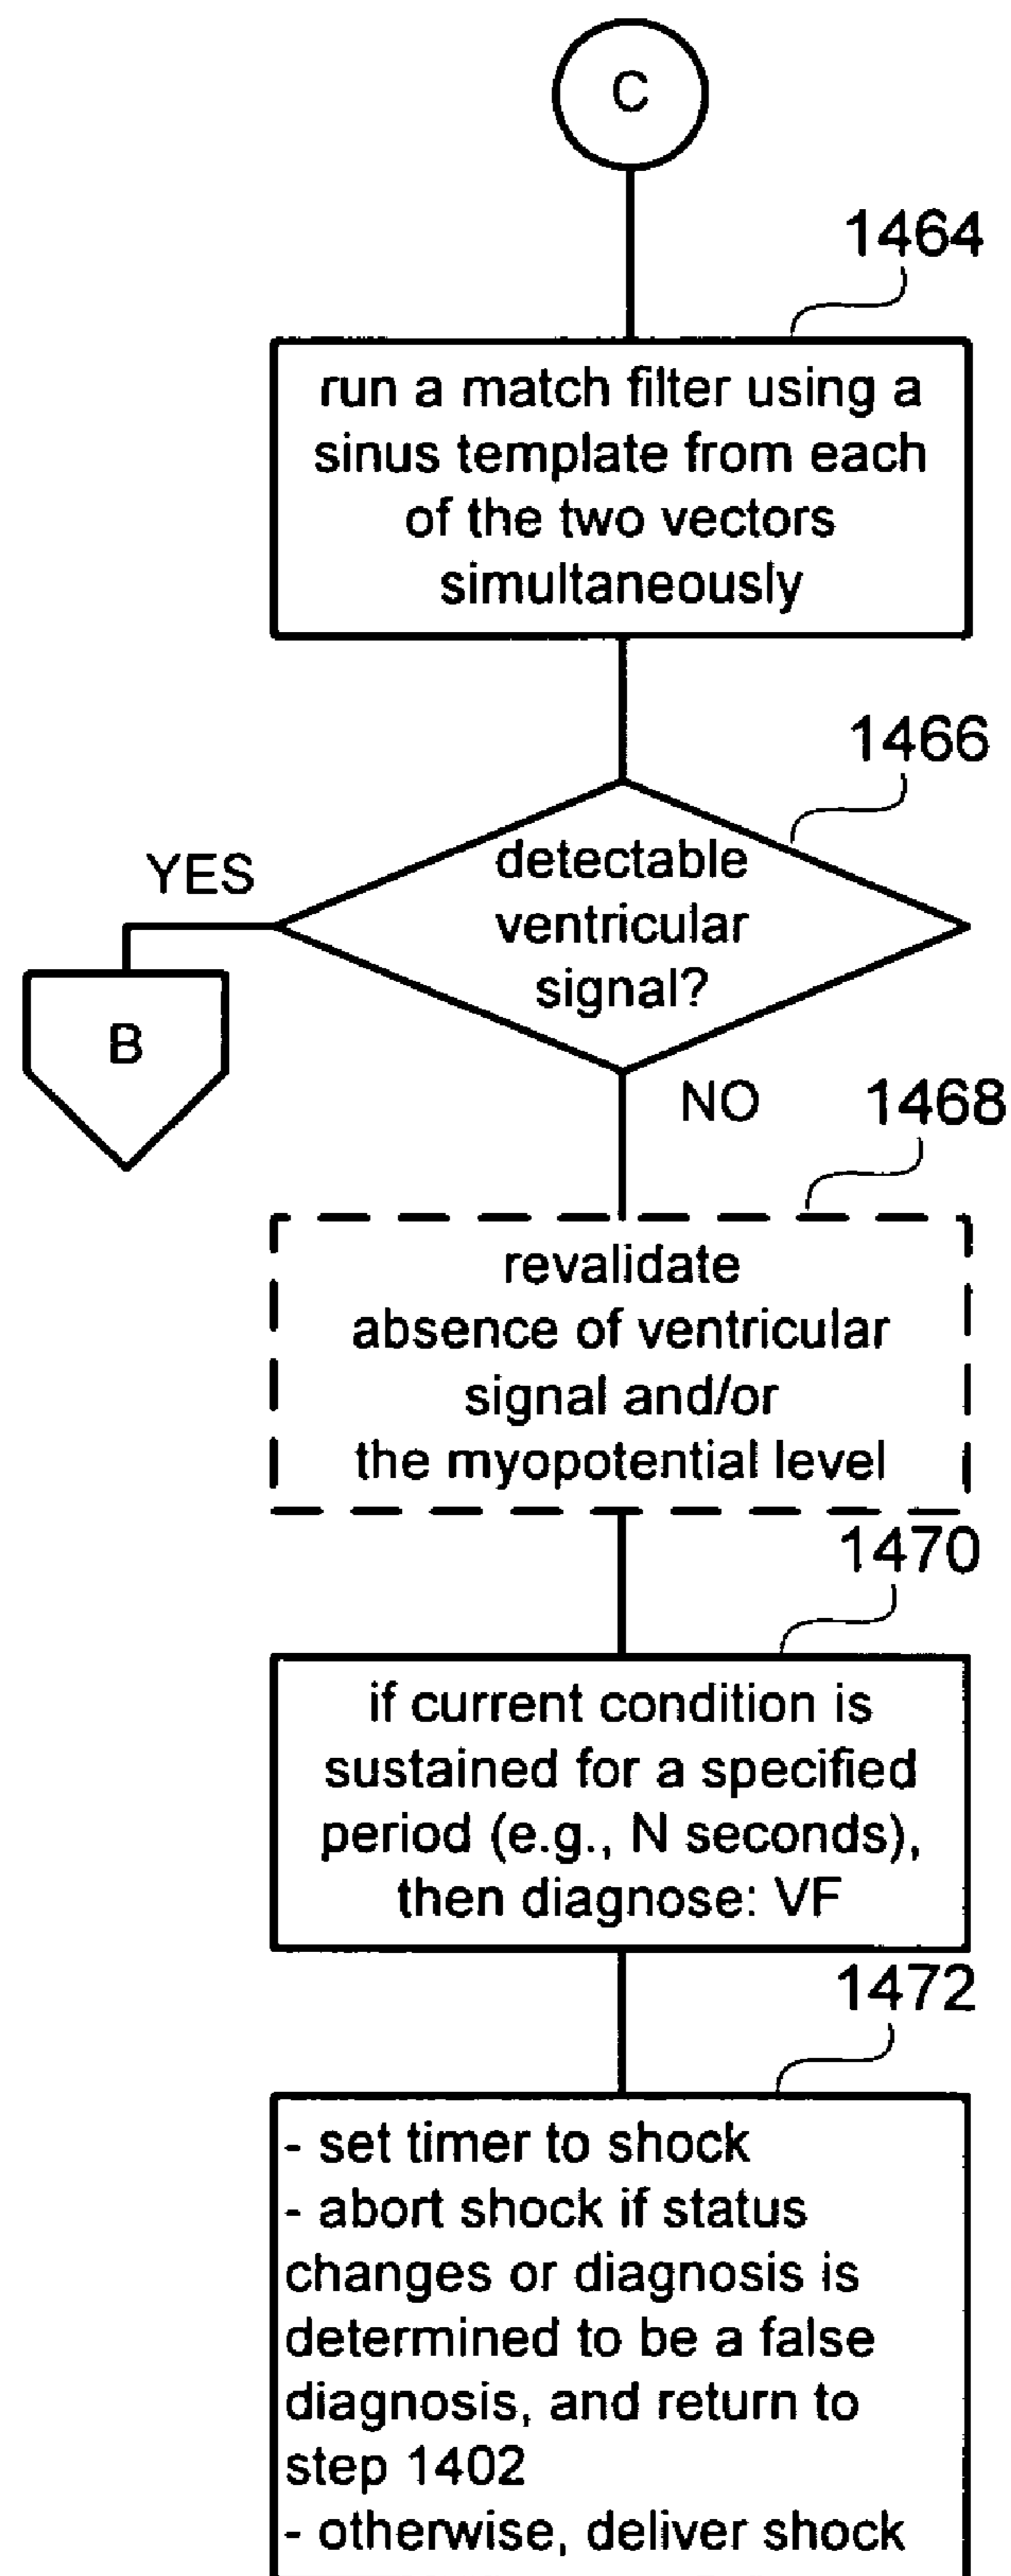 C
1464
run a match filter using a
sinus template from each
of the two vectors
simultaneously
1466
detectable
ventricular
signal?
YES
B
NO
1468
revalidate
absence of ventricular
signal and/or
the myopotential level
1470
if current condition is
sustained for a specified
period (e.g., N seconds),
then diagnose: VF
1472
- set timer to shock
- abort shock if status
changes or diagnosis is
determined to be a false
diagnosis, and return to
step 1402
- otherwise, deliver shock